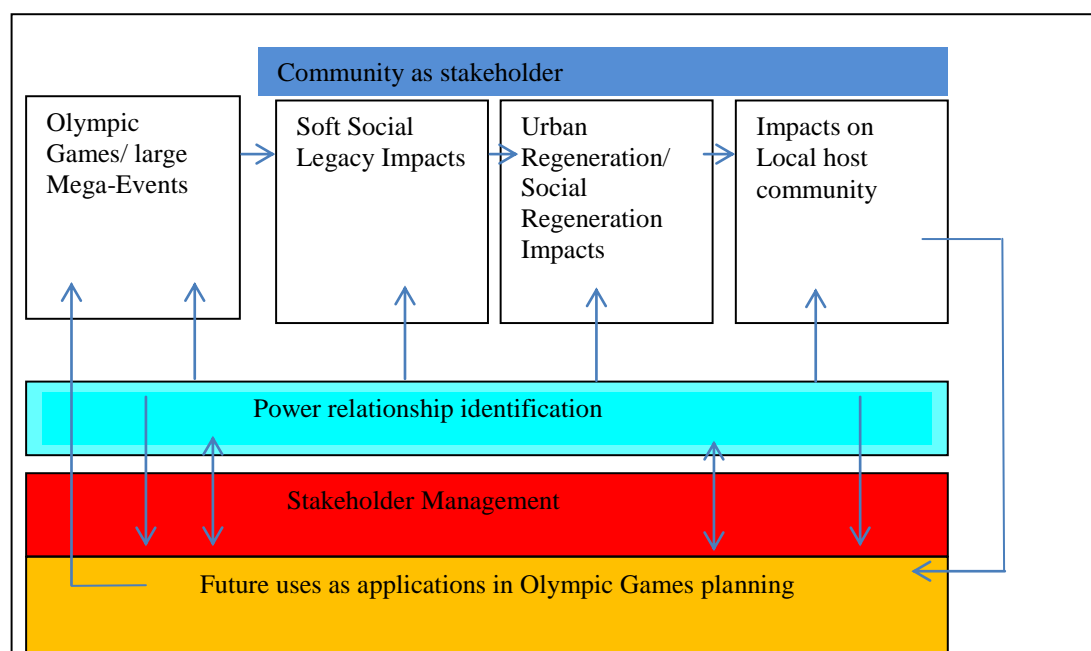 Community as stakeholder
Olympic
Games/ large
Mega-Events
Soft Social
Legacy Impacts
Urban
Regeneration/
Social
Regeneration
Impacts
Impacts on
Local host
community
Power relationship identification
Stakeholder Management
Future uses as applications in Olympic Games planning